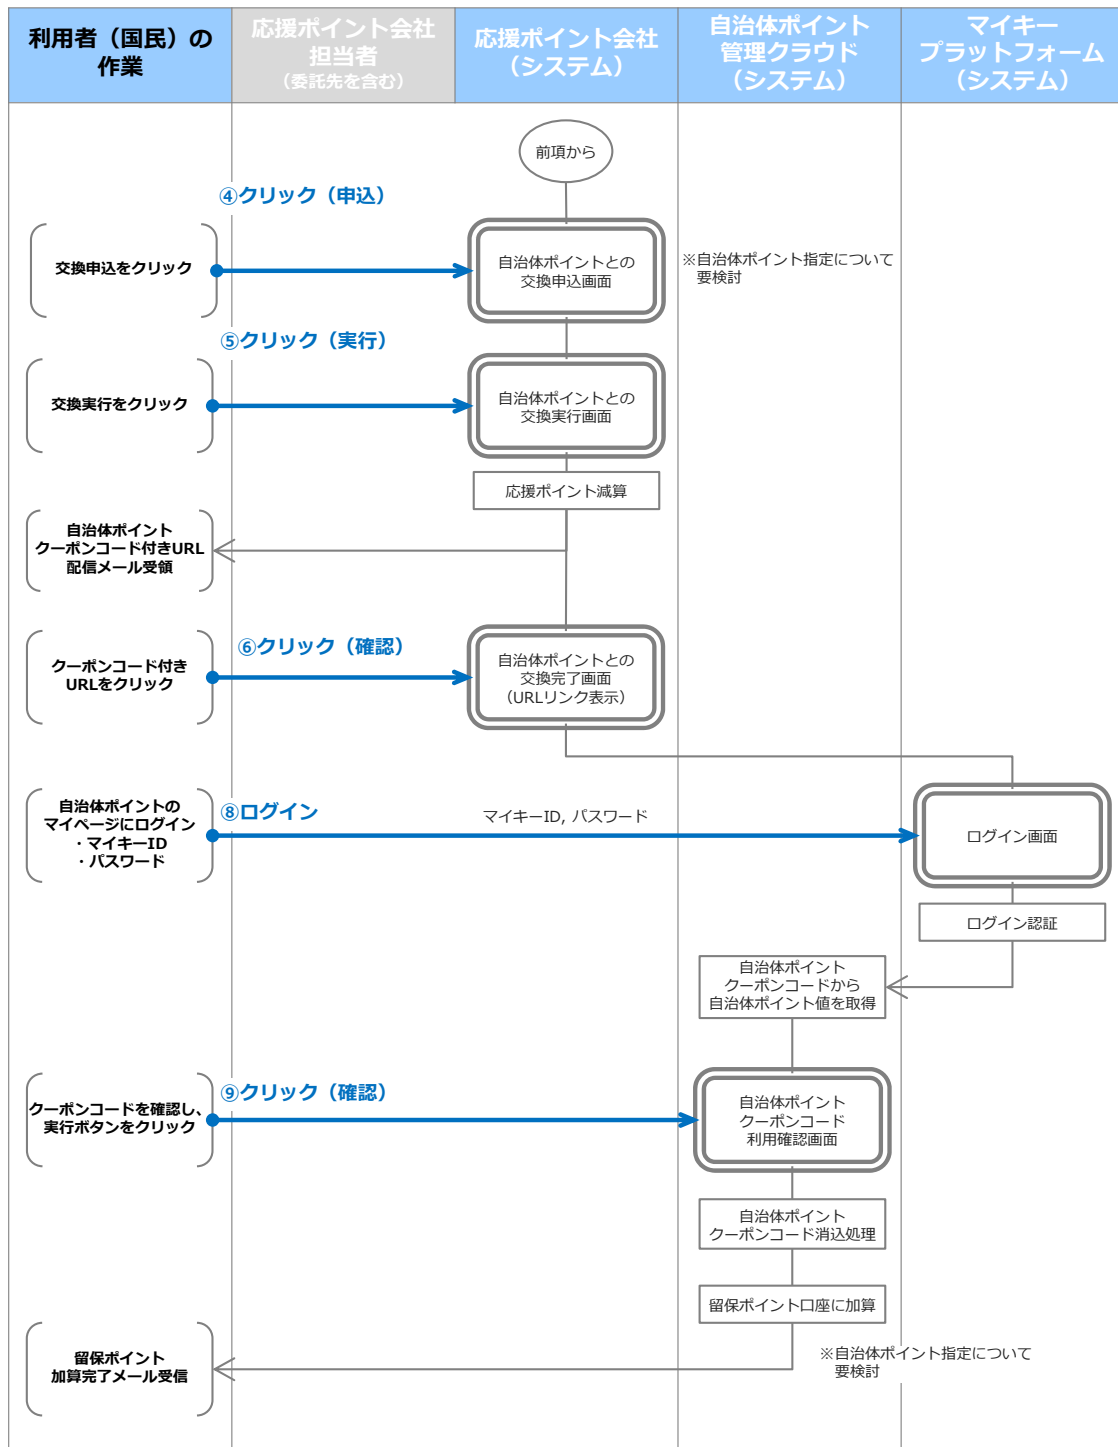 利用者（国民）の
作業
応援ポイント会社
担当者
（委託先を含む）
応援ポイント会社
（システム）
自治体ポイント
管理クラウド
（システム）
マイキー
プラットフォーム
（システム）
前項から
④クリック（申込）
交換申込をクリック
自治体ポイントとの
交換申込画面
※自治体ポイント指定について
要検討
⑤クリック（実行）
交換実行をクリック
自治体ポイントとの
交換実行画面
応援ポイント減算
自治体ポイント
クーポンコード付きURL
配信メール受領
⑥クリック（確認）
クーポンコード付き
URLをクリック
自治体ポイントとの
交換完了画面
（URLリンク表示）
自治体ポイントの
マイページにログイン
・マイキーID
・パスワード
⑧ログイン
マイキーID, パスワード
ログイン画面
ログイン認証
自治体ポイント
クーポンコードから
自治体ポイント値を取得
⑨クリック（確認）
クーポンコードを確認し、
実行ボタンをクリック
自治体ポイント
クーポンコード
利用確認画面
自治体ポイント
クーポンコード消込処理
留保ポイント口座に加算
留保ポイント
加算完了メール受信
※自治体ポイント指定について
要検討